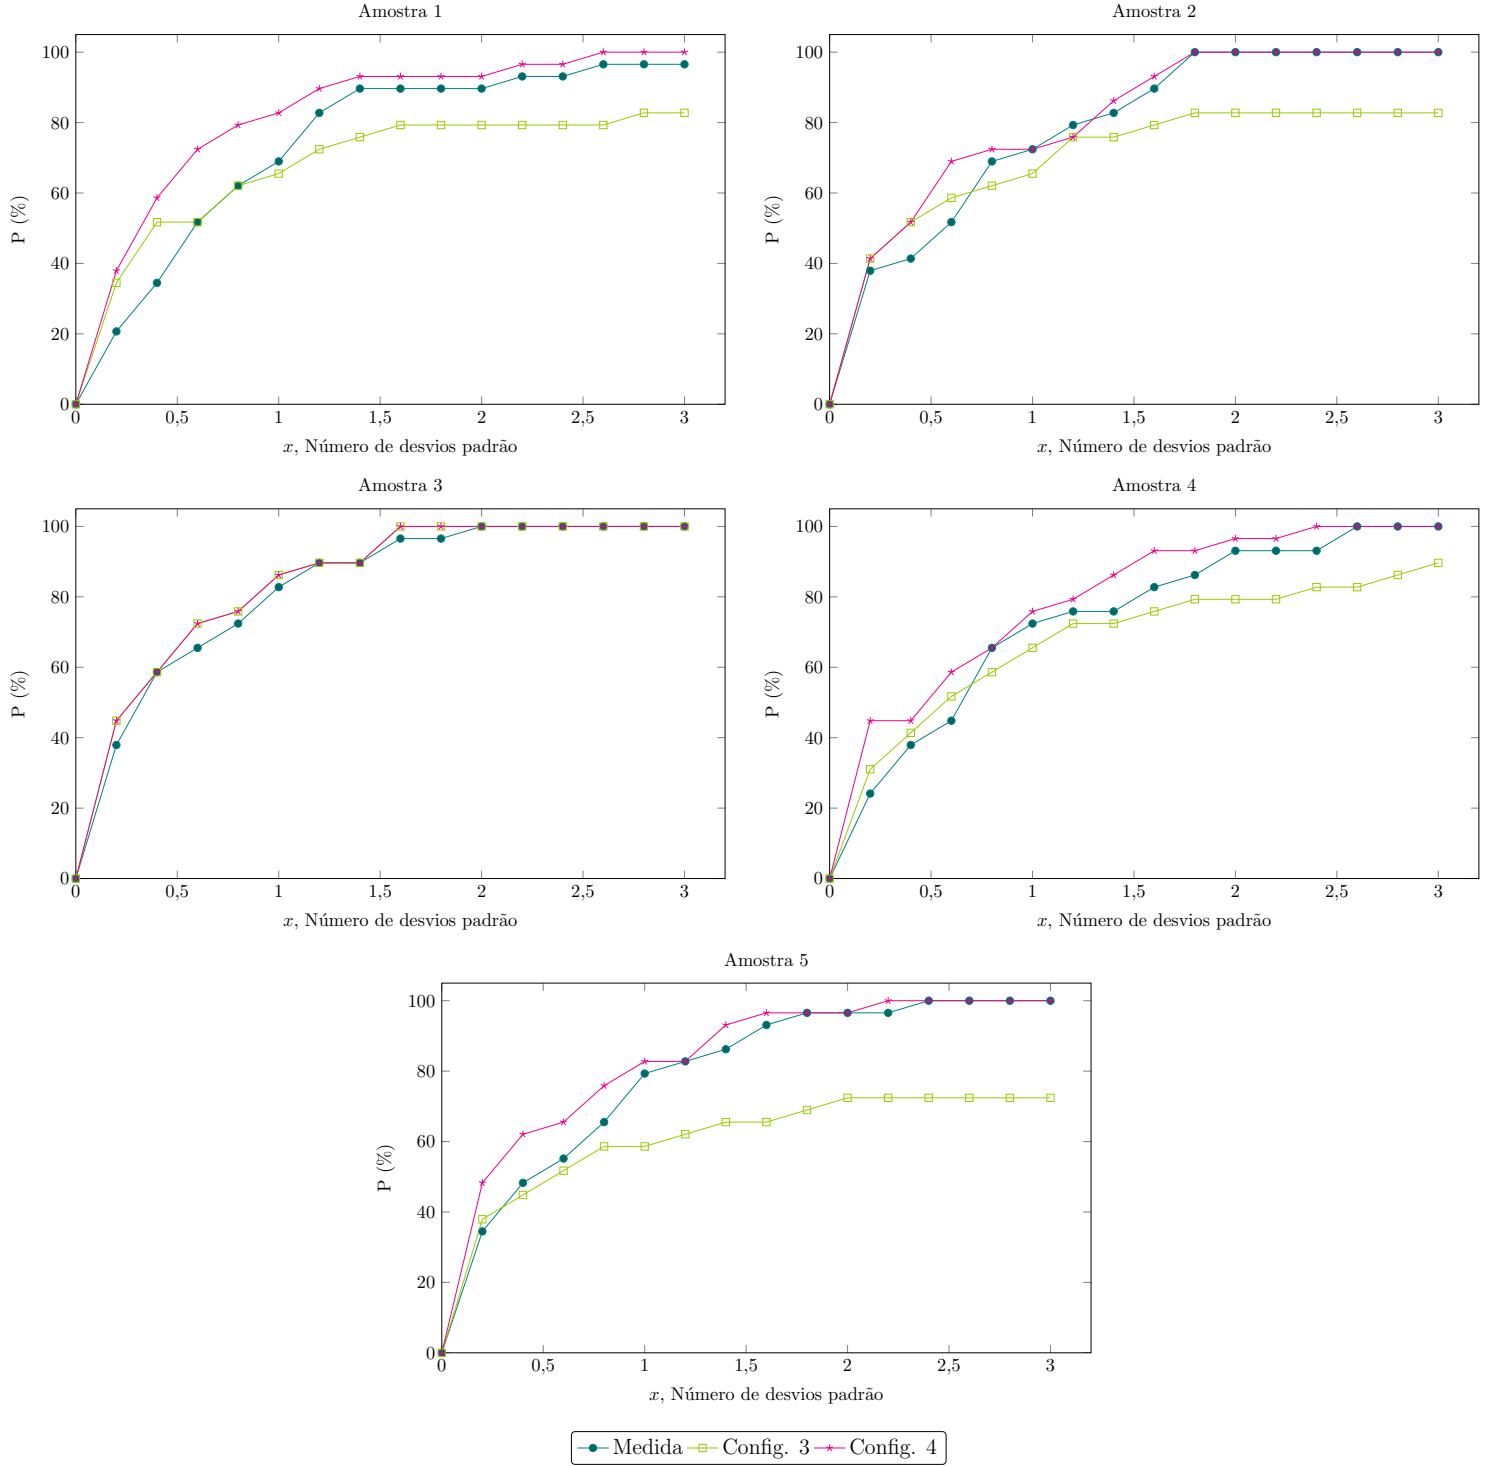 Amostra 1
100
80
60
40
20
0
P (%)
0 0,5 1 1,5 2 2,5 3
x, Número de desvios padrão
Amostra 2
100
80
60
40
20
0
P (%)
0 0,5 1 1,5 2 2,5 3
x, Número de desvios padrão
Amostra 3
100
80
60
40
20
0
P (%)
0 0,5 1 1,5 2 2,5 3
x, Número de desvios padrão
Amostra 4
100
80
60
40
20
0
P (%)
0 0,5 1 1,5 2 2,5 3
x, Número de desvios padrão
Amostra 5
100
80
60
40
20
0
P (%)
0 0,5 1 1,5 2 2,5 3
x, Número de desvios padrão
Medida Config. 3 Config. 4